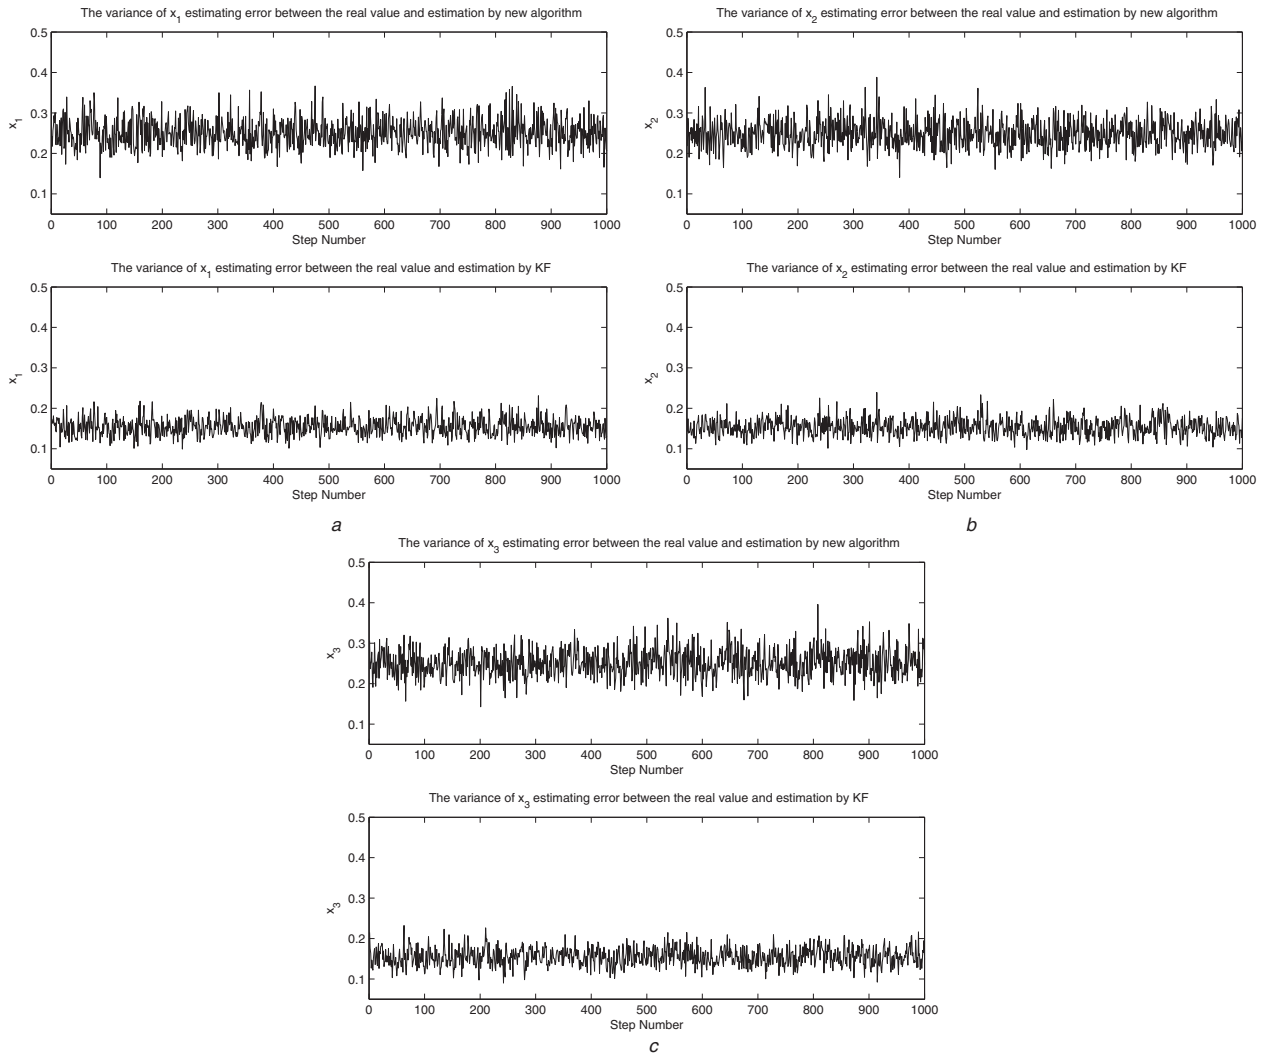 The variance of x1 estimating error between the real value and estimation by new algorithm
0.5
0.4
0.3
0.2
0.1
x1
0 100 200 300 400 500 600 700 800 900 1000
Step Number
The variance of x1 estimating error between the real value and estimation by KF
0.5
0.4
0.3
0.2
0.1
x1
0 100 200 300 400 500 600 700 800 900 1000
Step Number
a
The variance of x2 estimating error between the real value and estimation by new algorithm
0.5
0.4
0.3
0.2
0.1
x2
0 100 200 300 400 500 600 700 800 900 1000
Step Number
The variance of x2 estimating error between the real value and estimation by KF
0.5
0.4
0.3
0.2
0.1
x2
0 100 200 300 400 500 600 700 800 900 1000
Step Number
b
The variance of x3 estimating error between the real value and estimation by new algorithm
0.5
0.4
0.3
0.2
0.1
x3
0 100 200 300 400 500 600 700 800 900 1000
Step Number
The variance of x3 estimating error between the real value and estimation by KF
0.5
0.4
0.3
0.2
0.1
x3
0 100 200 300 400 500 600 700 800 900 1000
Step Number
c